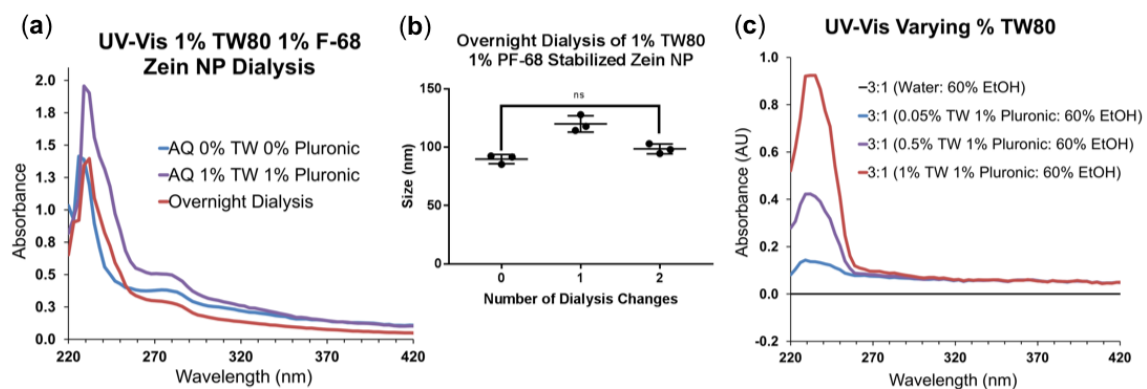 (a)
UV-Vis 1% TW80 1% F-68
Zein NP Dialysis
Absorbance
2.0
1.8
1.5
1.3
1.0
0.8
0.5
0.3
0.0
AQ 0% TW 0% Pluronic
AQ 1% TW 1% Pluronic
Overnight Dialysis
220 270 320 370 420
Wavelength (nm)
(b)
Overnight Dialysis of 1% TW80
1% PF-68 Stabilized Zein NP
Size (nm)
150
100
50
0
ns
0 1 2
Number of Dialysis Changes
(c)
UV-Vis Varying % TW80
Absorbance (AU)
1.0
0.8
0.6
0.4
0.2
0.0
-0.2
3:1 (Water: 60% EtOH)
3:1 (0.05% TW 1% Pluronic: 60% EtOH)
3:1 (0.5% TW 1% Pluronic: 60% EtOH)
3:1 (1% TW 1% Pluronic: 60% EtOH)
220 270 320 370 420
Wavelength (nm)